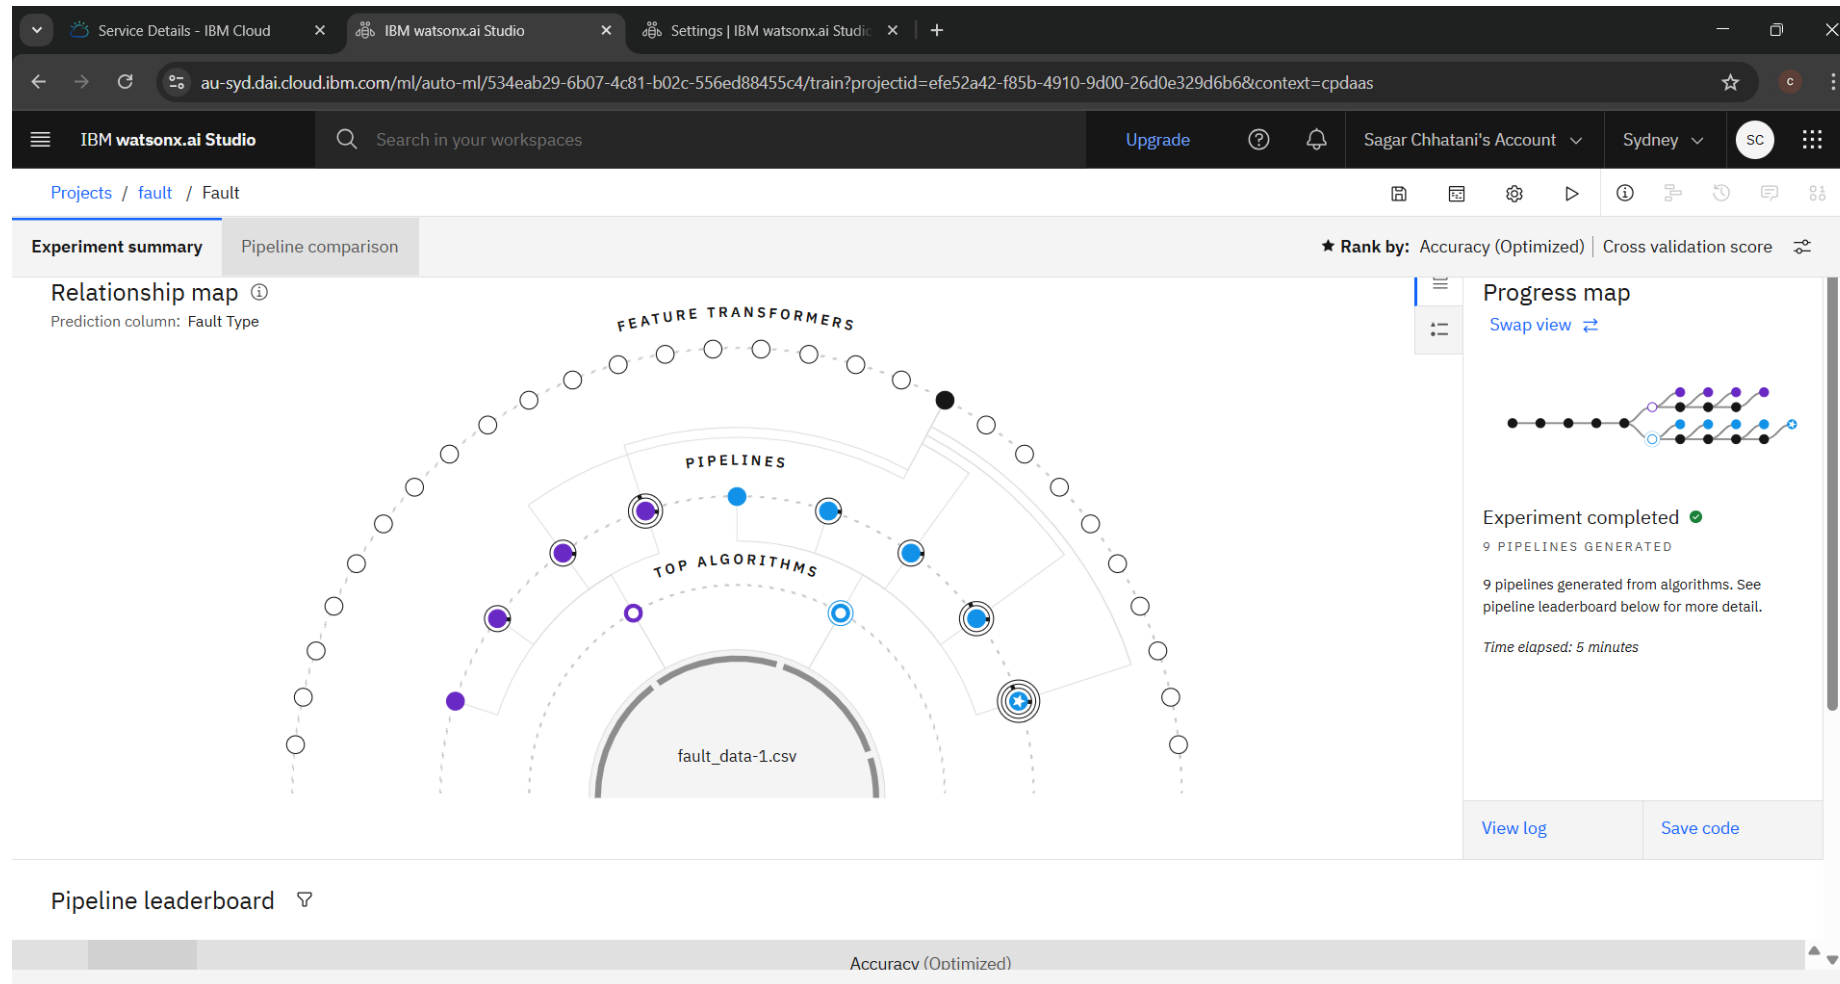 Service Details - IBM Cloud
IBM watsonx.ai Studio
Settings | IBM watsonx.ai Studio
au-syd.dai.cloud.ibm.com/ml/auto-ml/534eab29-6b07-4c81-b02c-556ed88455c4/train?projectid=efe52a42-f85b-4910-9d00-26d0e329d6b6&context=cpdaas
C
IBM watsonx.ai Studio
Search in your workspaces
Upgrade
Sagar Chhatani's Account
Sydney
SC
Projects / fault / Fault
Experiment summary
Pipeline comparison
Rank by: Accuracy (Optimized) | Cross validation score
Relationship map
Prediction column: Fault Type
FEATURE TRANSFORMERS
PIPELINES
TOP ALGORITHMS
fault_data-1.csv
Progress map
Swap view
Experiment completed
9 PIPELINES GENERATED
9 pipelines generated from algorithms. See
pipeline leaderboard below for more detail.
Time elapsed: 5 minutes
View log
Save code
Pipeline leaderboard
Accuracy (Optimized)